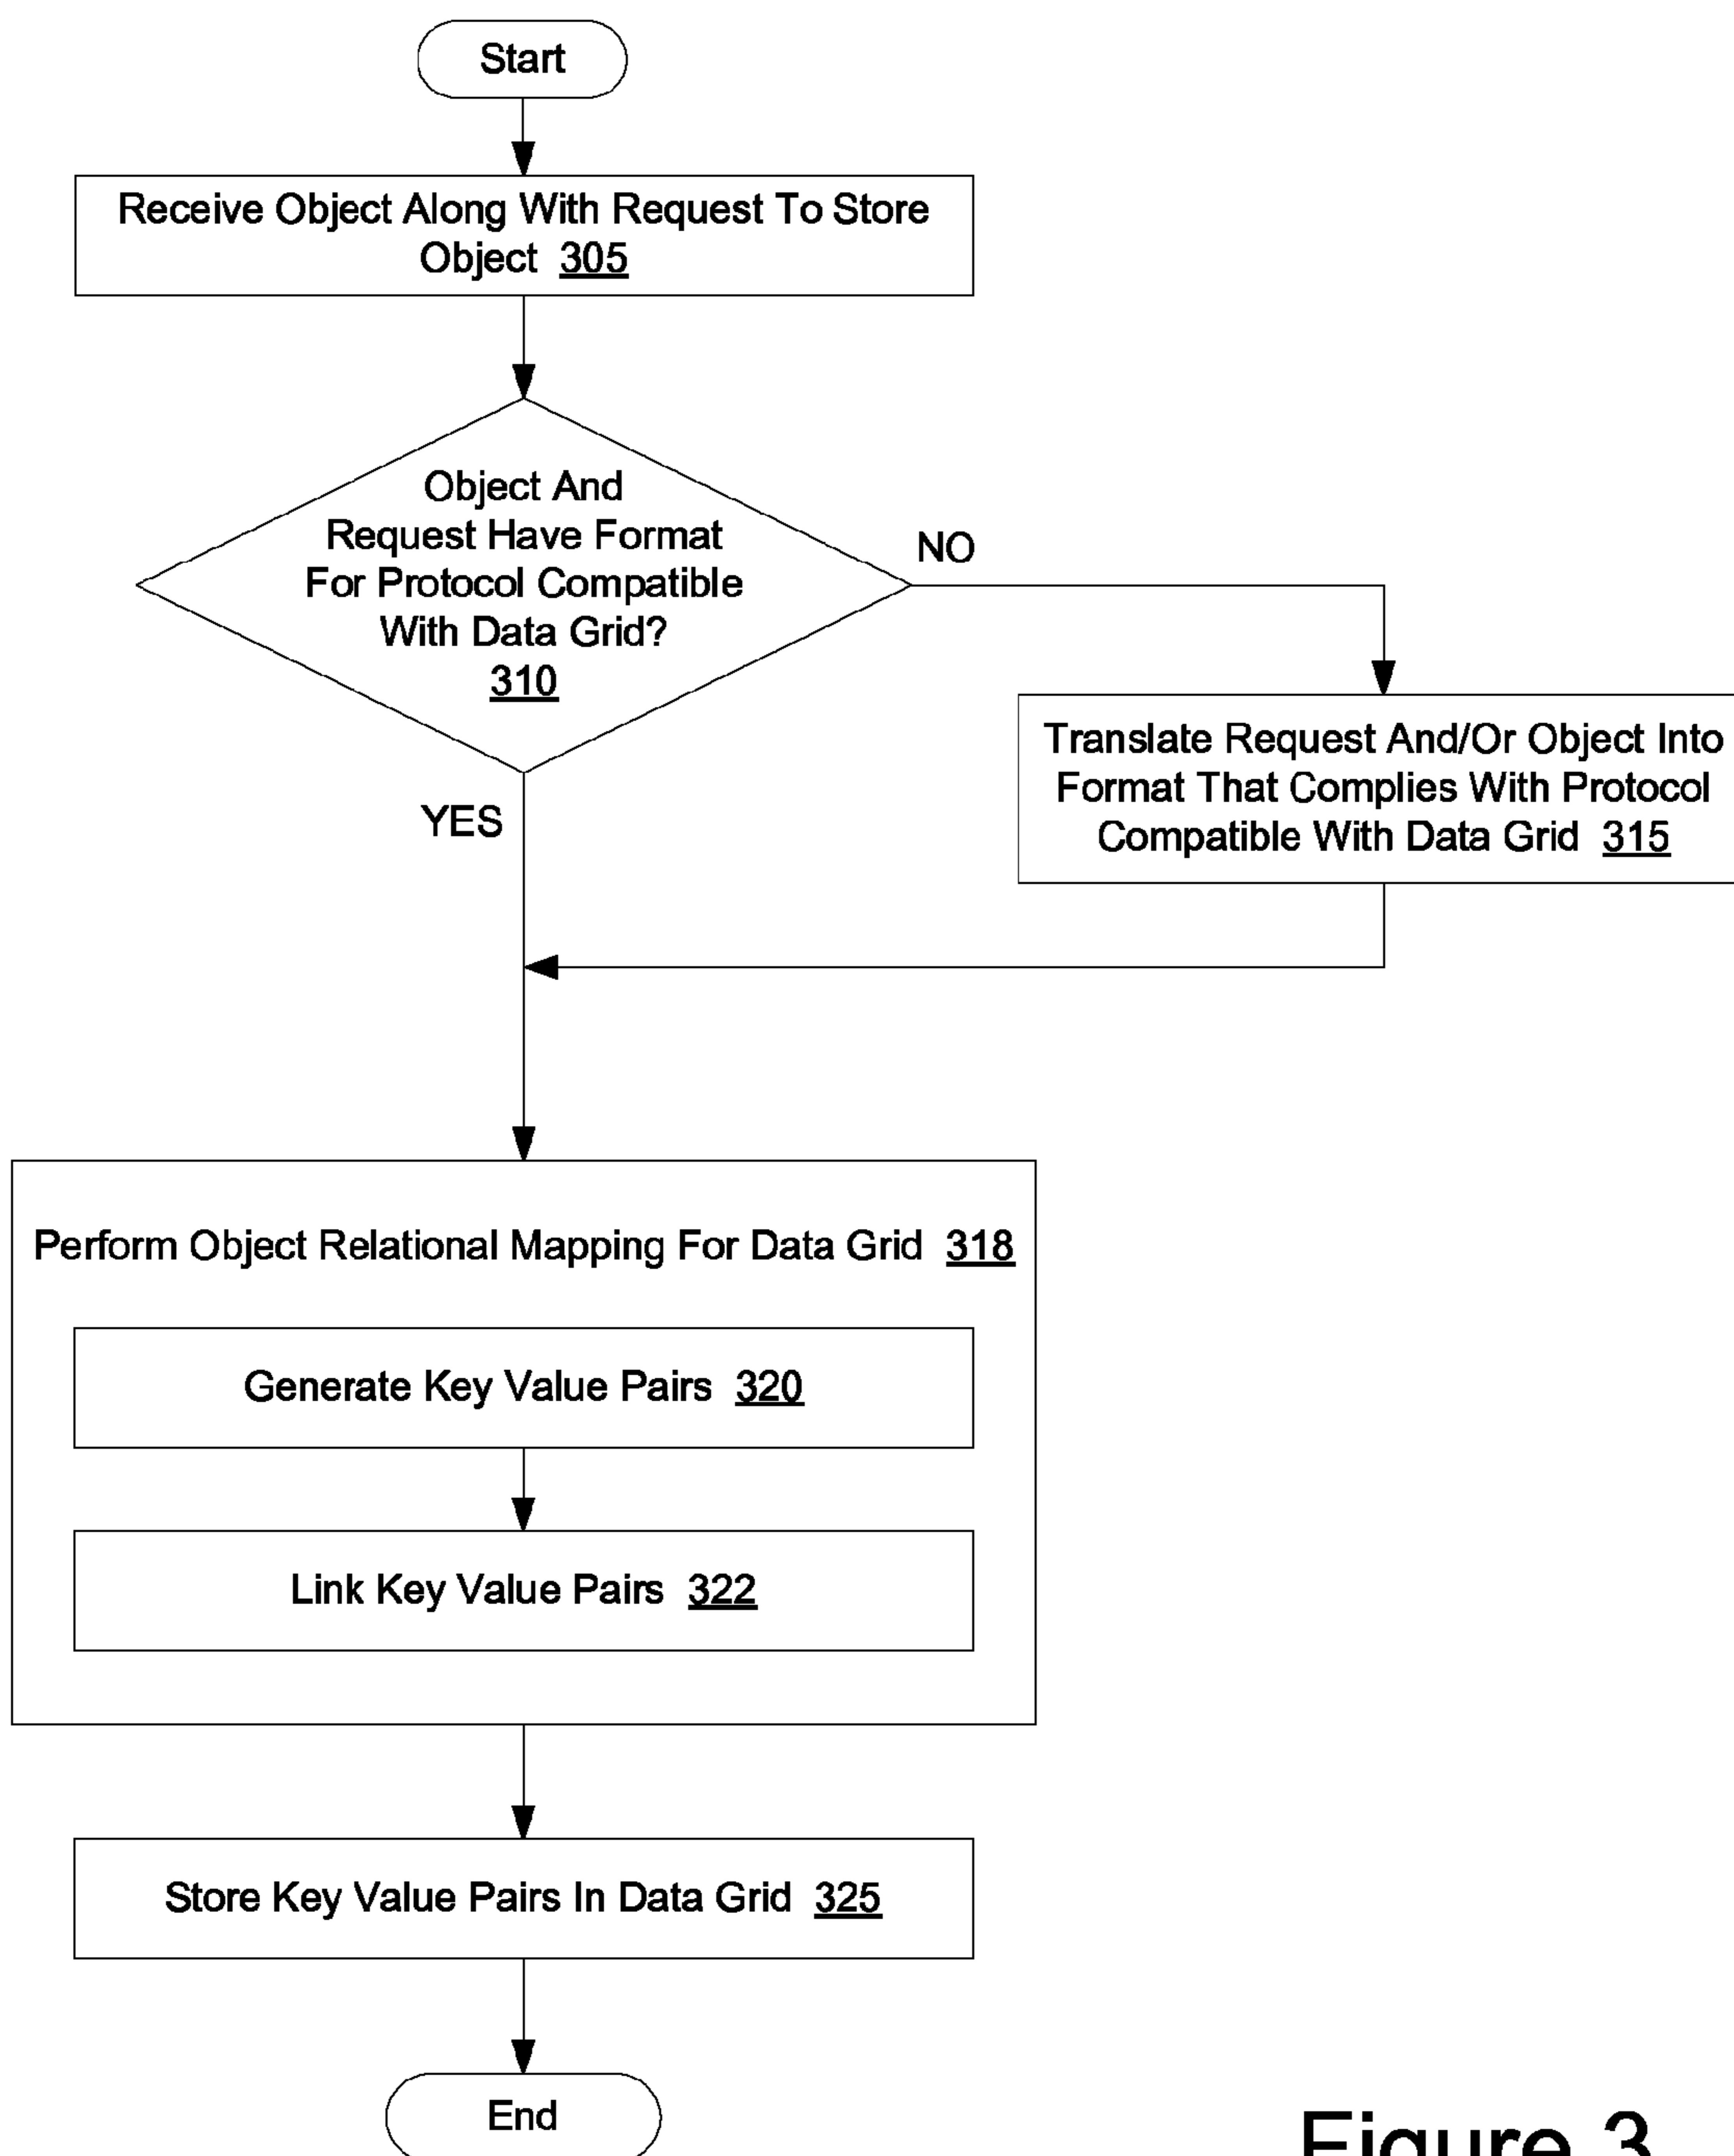 Start
Receive Object Along With Request To Store
Object 305
Object And
Request Have Format
For Protocol Compatible
With Data Grid?
310
NO
YES
Translate Request And/Or Object Into
Format That Complies With Protocol
Compatible With Data Grid 315
Perform Object Relational Mapping For Data Grid 318
Generate Key Value Pairs 320
Link Key Value Pairs 322
Store Key Value Pairs In Data Grid 325
End
Figure 3